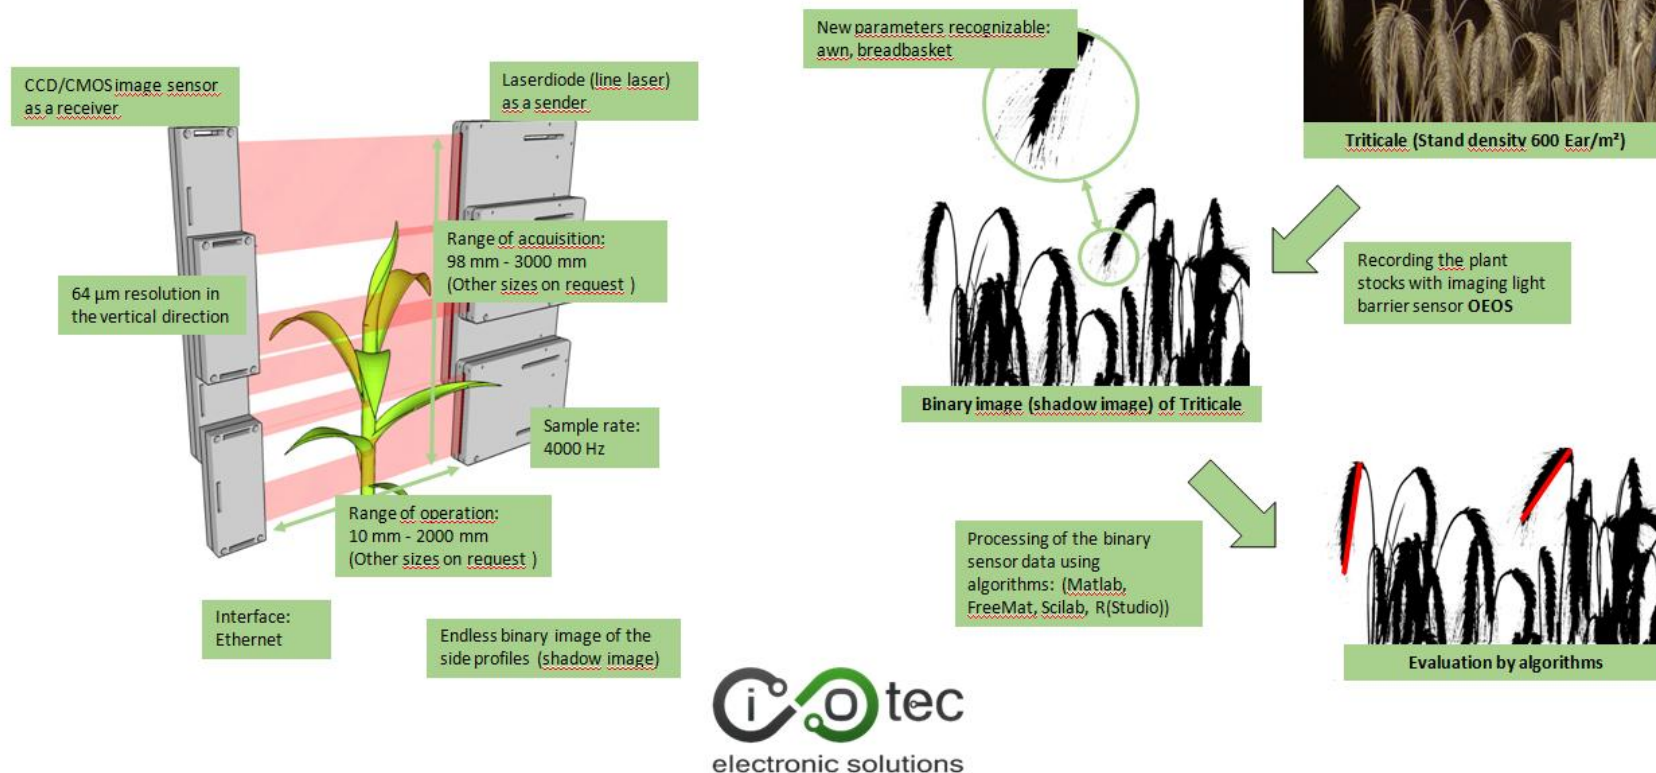 CCD/CMOS image sensor
as a receiver
Laserdiode (line laser)
as a sender
Range of acquisition:
98 mm - 3000 mm
(Other sizes on request )
64 µm resolution in
the vertical direction
Sample rate:
4000 Hz
Range of operation:
10 mm - 2000 mm
(Other sizes on request )
Interface:
Ethernet
Endless binary image of the
side profiles (shadow image)
New parameters recognizable:
awn, breadbasket
Triticale (Stand density 600 Ear/m²)
Recording the plant
stocks with imaging light
barrier sensor OEOS
Binary image (shadow image) of Triticale
Processing of the binary
sensor data using
algorithms: (Matlab,
FreeMat, Scilab, R(Studio))
Evaluation by algorithms
iotec
electronic solutions